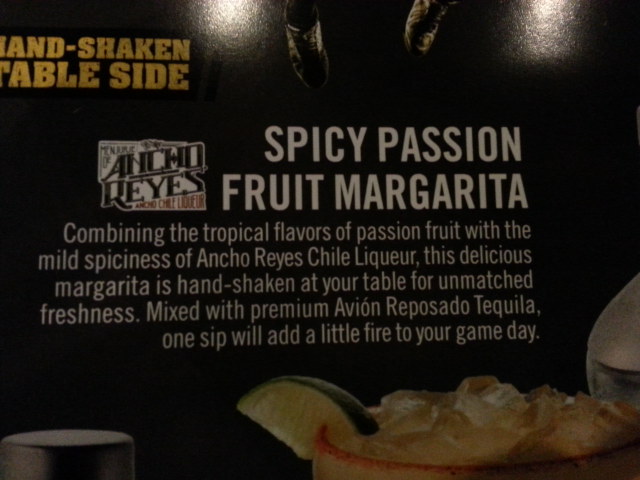 HAND-SHAKEN
TABLE SIDE
ANCHO
REYES
ANCHO CHILE LIQUEUR
SPICY PASSION
FRUIT MARGARITA
Combining the tropical flavors of passion fruit with the
mild spiciness of Ancho Reyes Chile Liqueur, this delicious
margarita is hand-shaken at your table for unmatched
freshness. Mixed with premium Avión Reposado Tequila,
one sip will add a little fire to your game day.